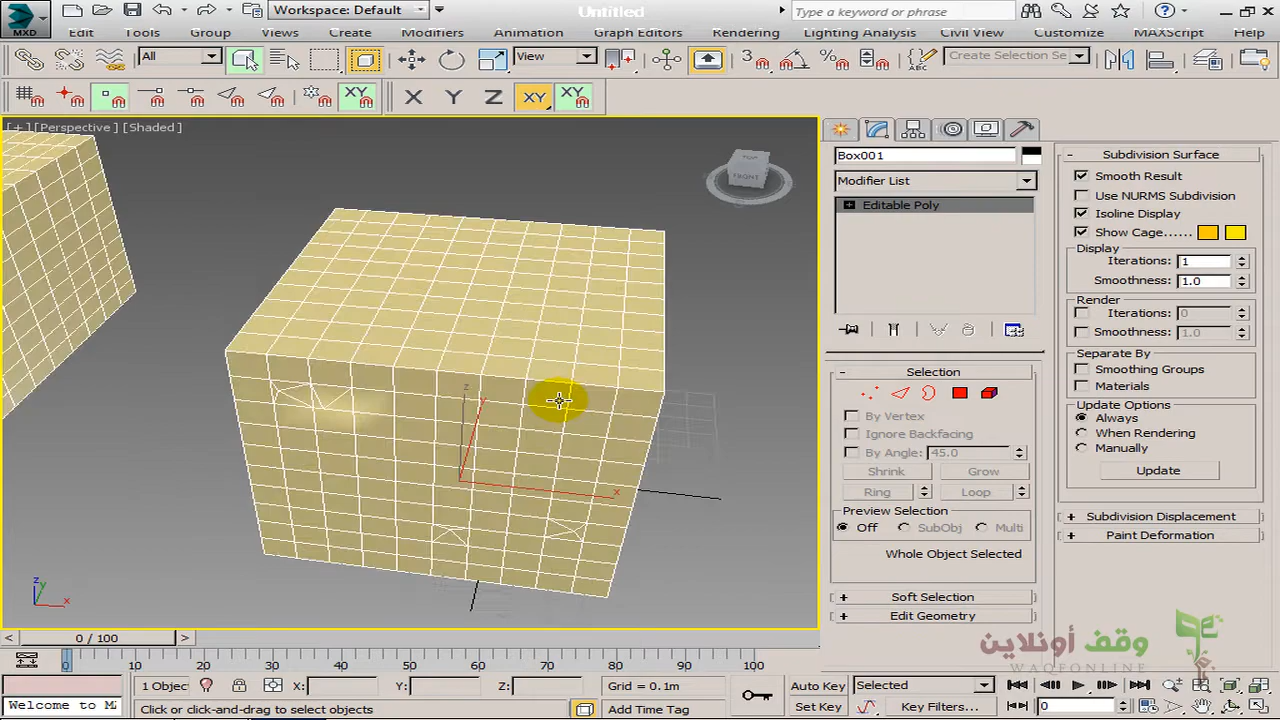 MXD
Workspace: Default
Untitled
Type a keyword or phrase
Edit Tools Group Views Create Modifiers Animation Graph Editors Rendering Lighting Analysis Civil View Customize MAXScript Help
All
View
3
%
ABC
Create Selection Se
XY X Y Z XY XY
[+] [Perspective] [Shaded]
TOP
FRONT
z
y
x
z
y
x
Box001
Modifier List
Editable Poly
Selection
By Vertex
Ignore Backfacing
By Angle: 45.0
Shrink Grow
Ring Loop
Preview Selection
Off SubObj Multi
Whole Object Selected
Soft Selection
Edit Geometry
Subdivision Surface
Smooth Result
Use NURMS Subdivision
Isoline Display
Show Cage......
Display
Iterations: 1
Smoothness: 1.0
Render
Iterations: 0
Smoothness: 1.0
Separate By
Smoothing Groups
Materials
Update Options
Always
When Rendering
Manually
Update
Subdivision Displacement
Paint Deformation
وقف أونلاين
WAQFONLINE
< 0 / 100 >
0 10 20 30 40 50 60 70 80 90 100
1 Objec X: Y: Z: Grid = 0.1m
Auto Key Selected
Welcome to MA
Click or click-and-drag to select objects
Add Time Tag
Set Key Key Filters...
0